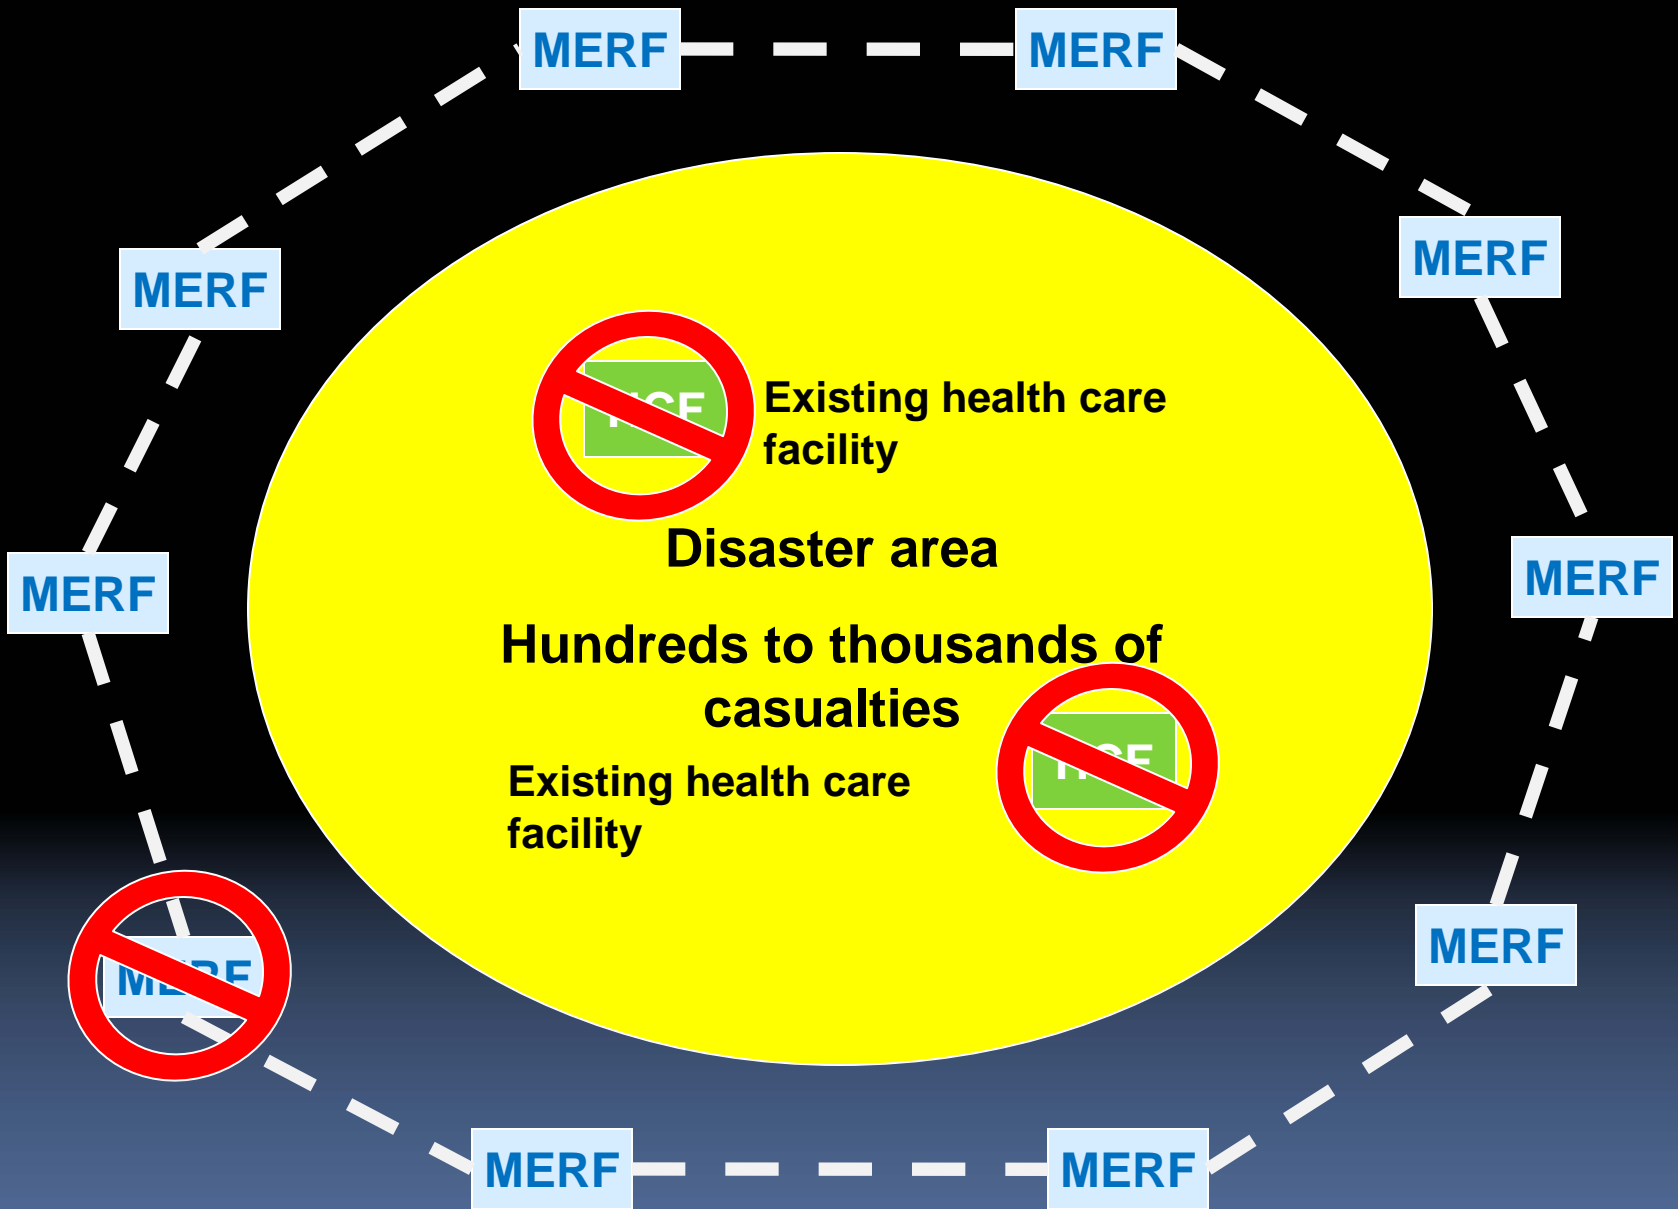 MERF
MERF
MERF
MERF
Existing health care
facility
Disaster area
MERF
MERF
Hundreds to thousands of
casualties
Existing health care
facility
MERF
MERF
MERF
MERF